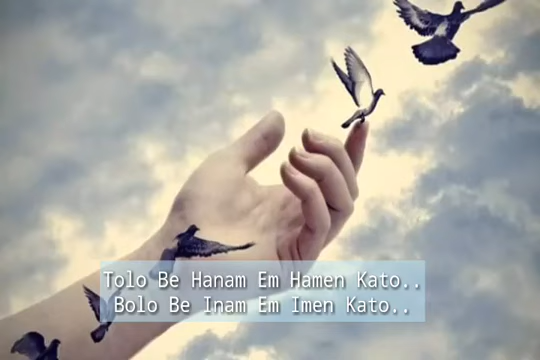 Tolo Be Hanam Em Hamen Kato..
Bolo Be Inam Em Imen Kato..